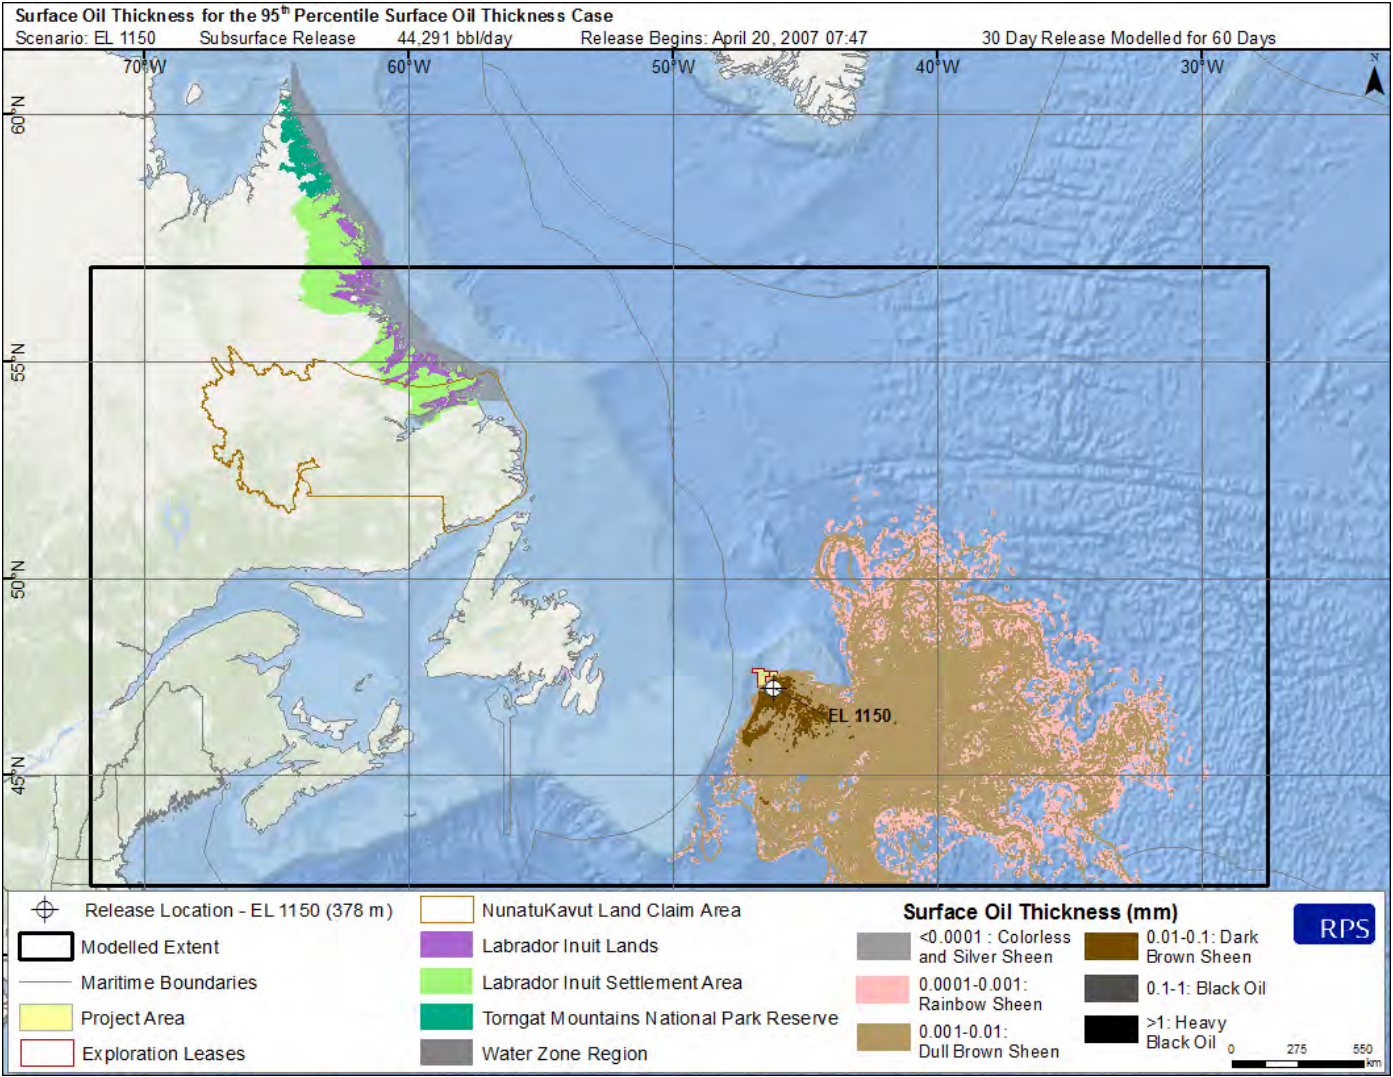 Surface Oil Thickness for the 95th Percentile Surface Oil Thickness Case
Scenario: EL 1150 Subsurface Release 44,291 bbl/day Release Begins: April 20, 2007 07:47 30 Day Release Modelled for 60 Days
70°W 60°W 50°W 40°W 30°W
N
60°N
55°N
50°N
45°N
EL 1150
Release Location - EL 1150 (378 m)
Modelled Extent
Maritime Boundaries
Project Area
Exploration Leases
NunatuKavut Land Claim Area
Labrador Inuit Lands
Labrador Inuit Settlement Area
Torngat Mountains National Park Reserve
Water Zone Region
Surface Oil Thickness (mm)
<0.0001 : Colorless
and Silver Sheen
0.0001-0.001:
Rainbow Sheen
0.001-0.01:
Dull Brown Sheen
0.01-0.1: Dark
Brown Sheen
0.1-1: Black Oil
>1: Heavy
Black Oil
RPS
0 275 550
km